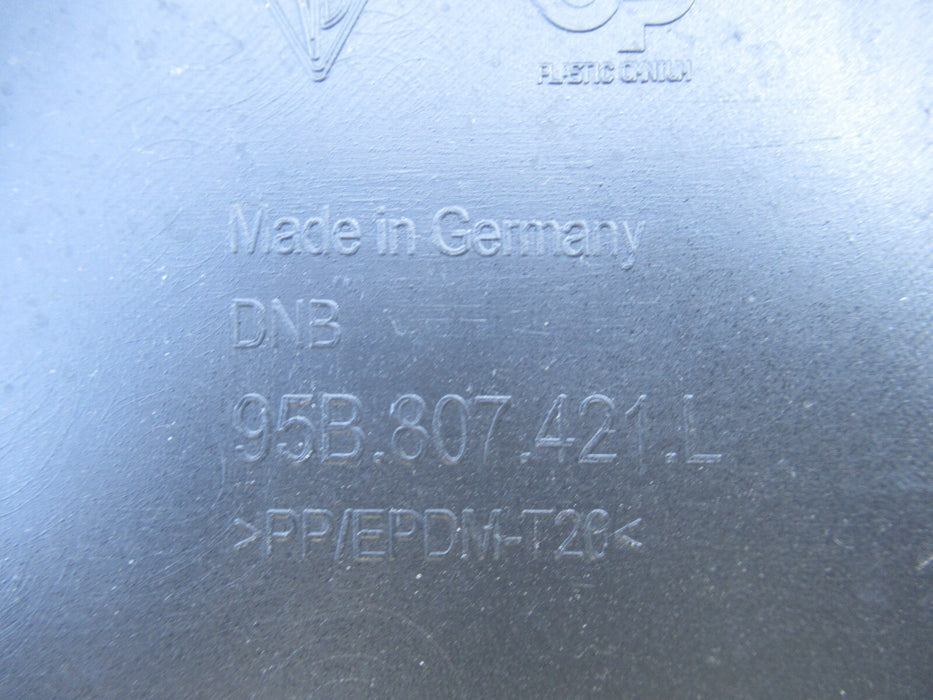 PLASTIC OMNIUM
Made in Germany
DNB
95B.807.421.L
>PP/EPDM-T20<